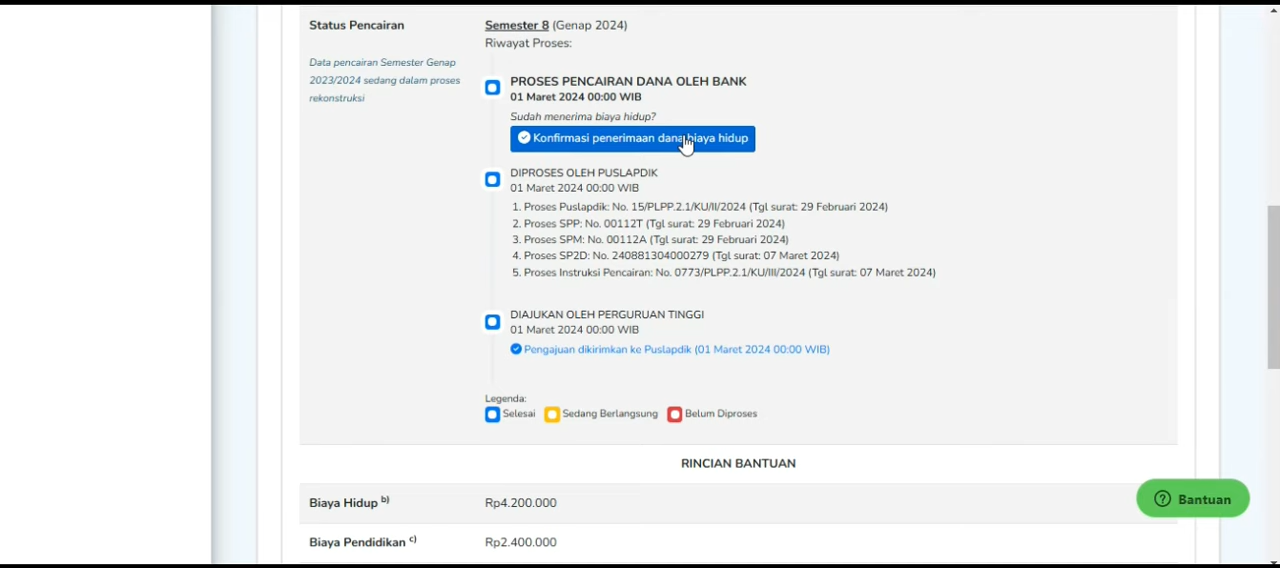 Status Pencairan
Semester 8 (Genap 2024)
Riwayat Proses:
Data pencairan Semester Genap
2023/2024 sedang dalam proses
rekonstruksi
PROSES PENCAIRAN DANA OLEH BANK
01 Maret 2024 00:00 WIB
Sudah menerima biaya hidup?
Konfirmasi penerimaan dana biaya hidup
DIPROSES OLEH PUSLAPDIK
01 Maret 2024 00:00 WIB
1. Proses Puslapdik: No. 15/PLPP.2.1/KU/II/2024 (Tgl surat: 29 Februari 2024)
2. Proses SPP: No. 00112T (Tgl surat: 29 Februari 2024)
3. Proses SPM: No. 00112A (Tgl surat: 29 Februari 2024)
4. Proses SP2D: No. 240881304000279 (Tgl surat: 07 Maret 2024)
5. Proses Instruksi Pencairan: No. 0773/PLPP.2.1/KU/III/2024 (Tgl surat: 07 Maret 2024)
DIAJUKAN OLEH PERGURUAN TINGGI
01 Maret 2024 00:00 WIB
Pengajuan dikirimkan ke Puslapdik (01 Maret 2024 00:00 WIB)
Legenda:
Selesai Sedang Berlangsung Belum Diproses
RINCIAN BANTUAN
Biaya Hidup b) Rp4.200.000
Bantuan
Biaya Pendidikan c) Rp2.400.000